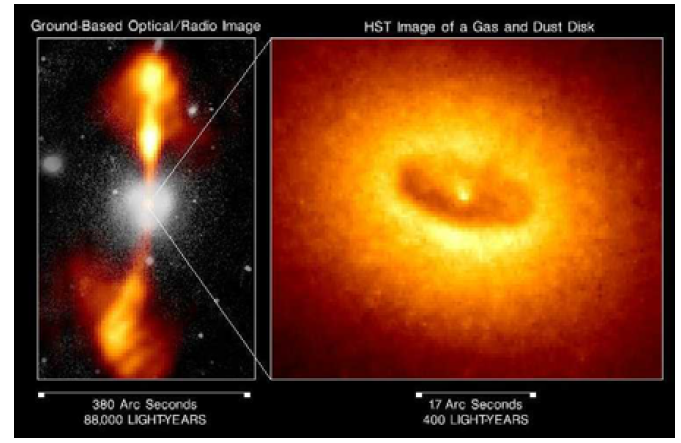 Ground-Based Optical/Radio Image
HST Image of a Gas and Dust Disk
380 Arc Seconds
88,000 LIGHT-YEARS
17 Arc Seconds
400 LIGHT-YEARS